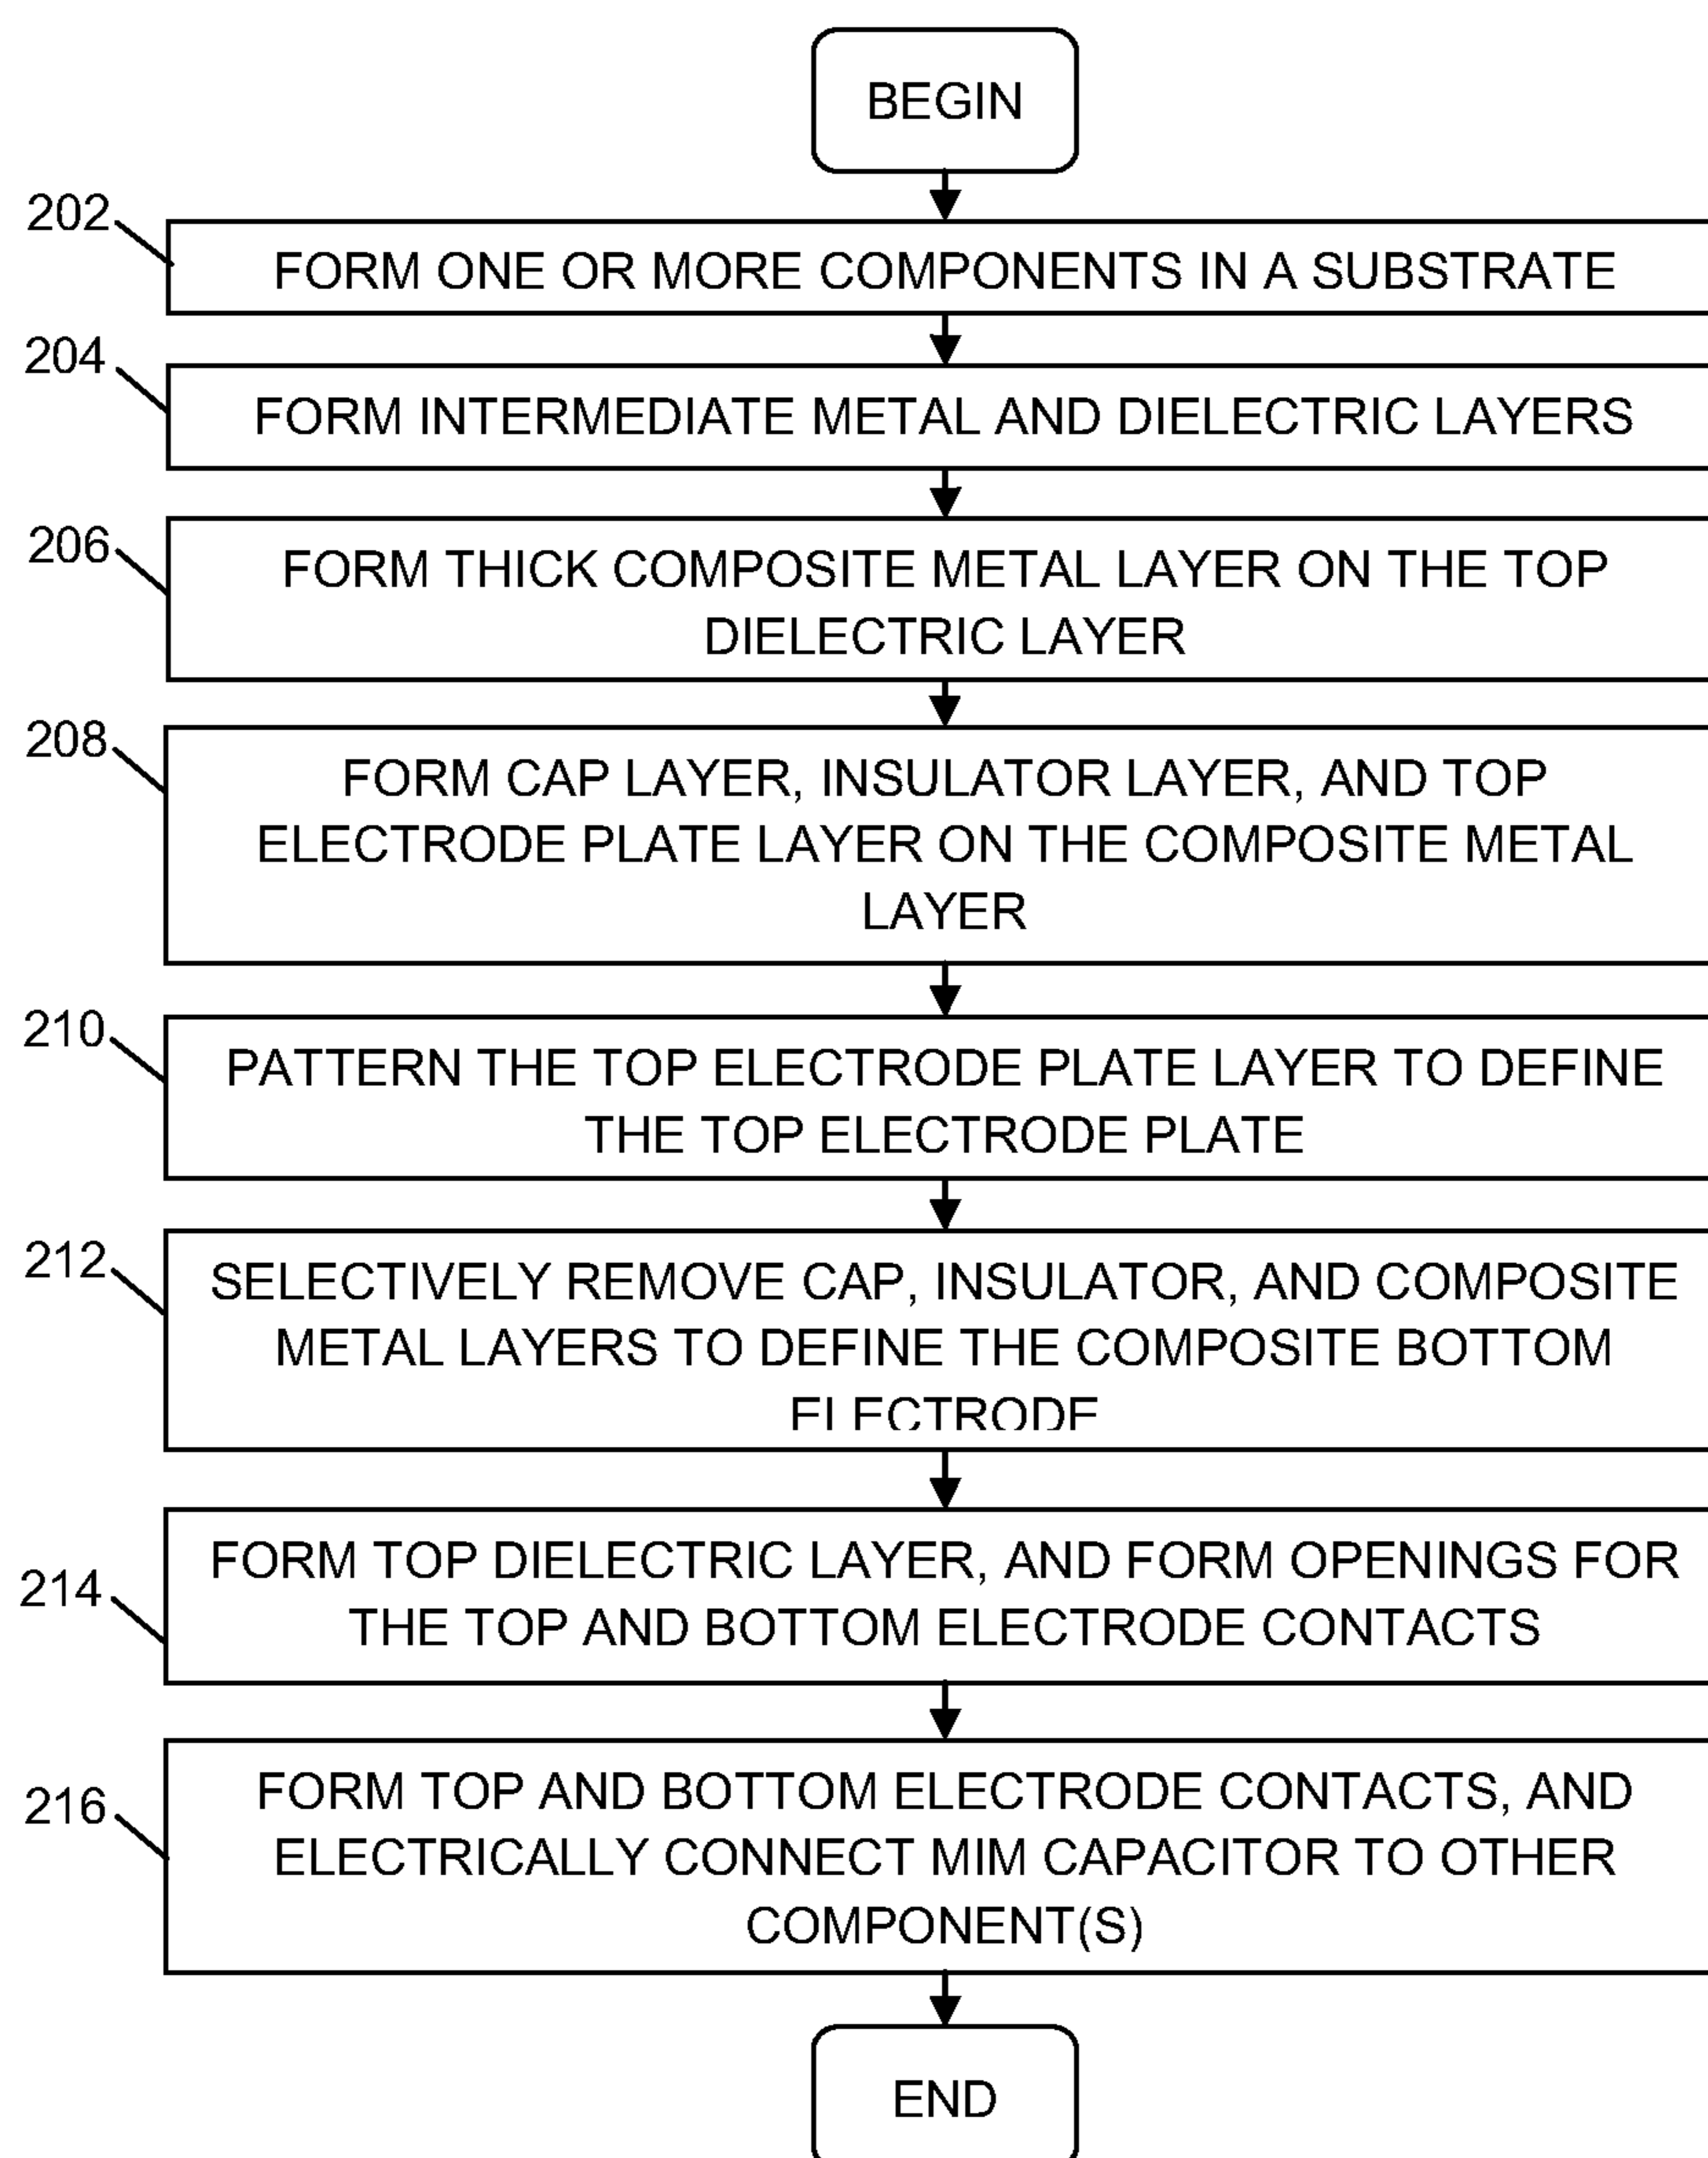 BEGIN
202
FORM ONE OR MORE COMPONENTS IN A SUBSTRATE
204
FORM INTERMEDIATE METAL AND DIELECTRIC LAYERS
206
FORM THICK COMPOSITE METAL LAYER ON THE TOP
DIELECTRIC LAYER
208
FORM CAP LAYER, INSULATOR LAYER, AND TOP
ELECTRODE PLATE LAYER ON THE COMPOSITE METAL
LAYER
210
PATTERN THE TOP ELECTRODE PLATE LAYER TO DEFINE
THE TOP ELECTRODE PLATE
212
SELECTIVELY REMOVE CAP, INSULATOR, AND COMPOSITE
METAL LAYERS TO DEFINE THE COMPOSITE BOTTOM
ELECTRODE
214
FORM TOP DIELECTRIC LAYER, AND FORM OPENINGS FOR
THE TOP AND BOTTOM ELECTRODE CONTACTS
216
FORM TOP AND BOTTOM ELECTRODE CONTACTS, AND
ELECTRICALLY CONNECT MIM CAPACITOR TO OTHER
COMPONENT(S)
END